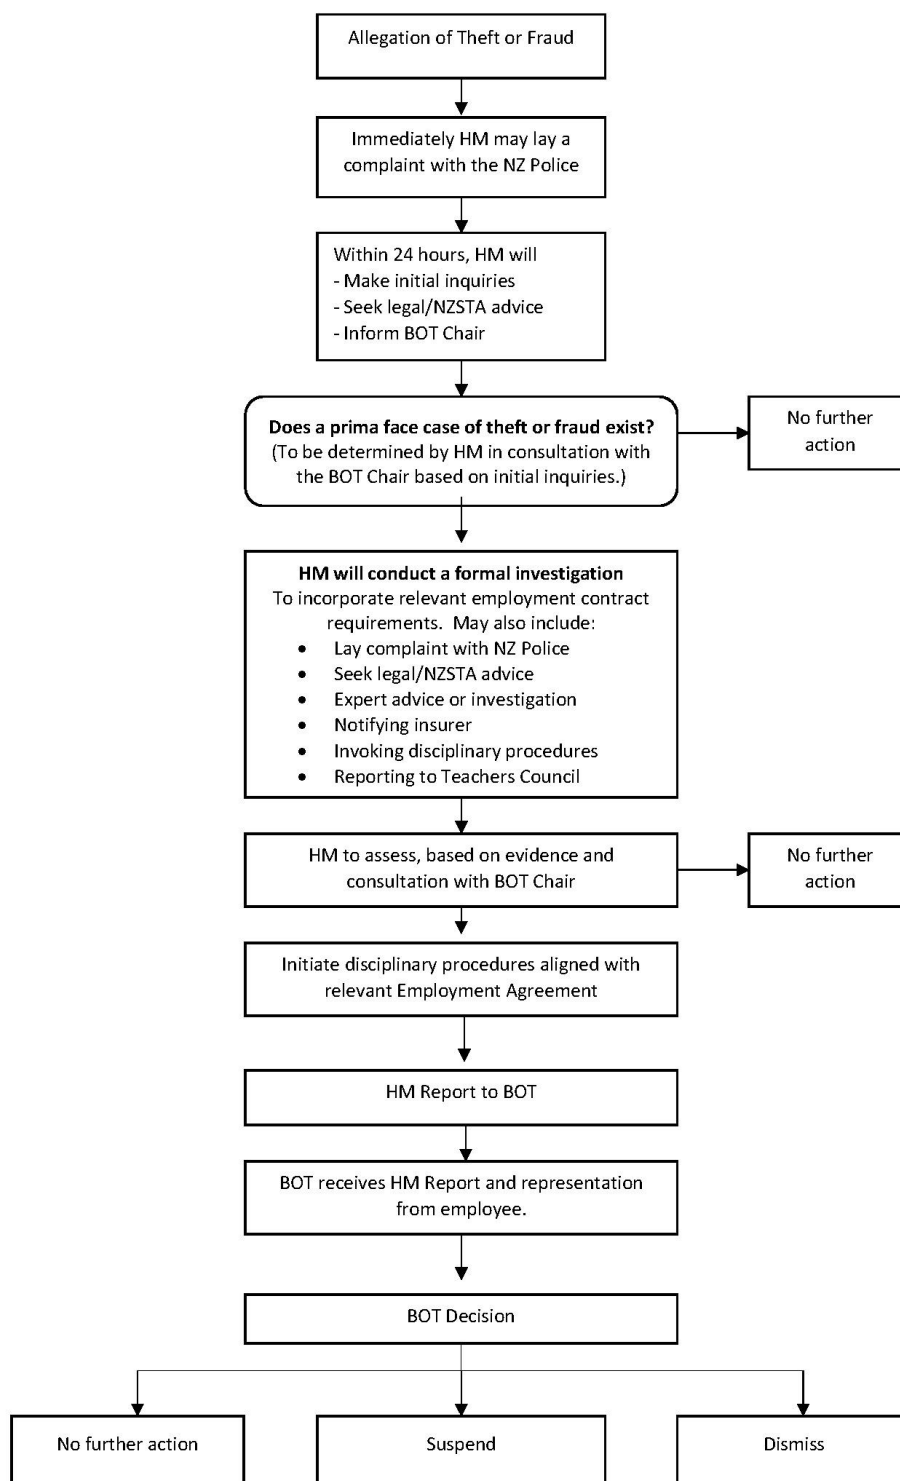 Allegation of Theft or Fraud
Immediately HM may lay a
complaint with the NZ Police
Within 24 hours, HM will
- Make initial inquiries
- Seek legal/NZSTA advice
- Inform BOT Chair
Does a prima face case of theft or fraud exist?
(To be determined by HM in consultation with
the BOT Chair based on initial inquiries.)
No further
action
HM will conduct a formal investigation
To incorporate relevant employment contract
requirements.  May also include:
• Lay complaint with NZ Police
• Seek legal/NZSTA advice
• Expert advice or investigation
• Notifying insurer
• Invoking disciplinary procedures
• Reporting to Teachers Council
HM to assess, based on evidence and
consultation with BOT Chair
No further
action
Initiate disciplinary procedures aligned with
relevant Employment Agreement
HM Report to BOT
BOT receives HM Report and representation
from employee.
BOT Decision
No further action
Suspend
Dismiss